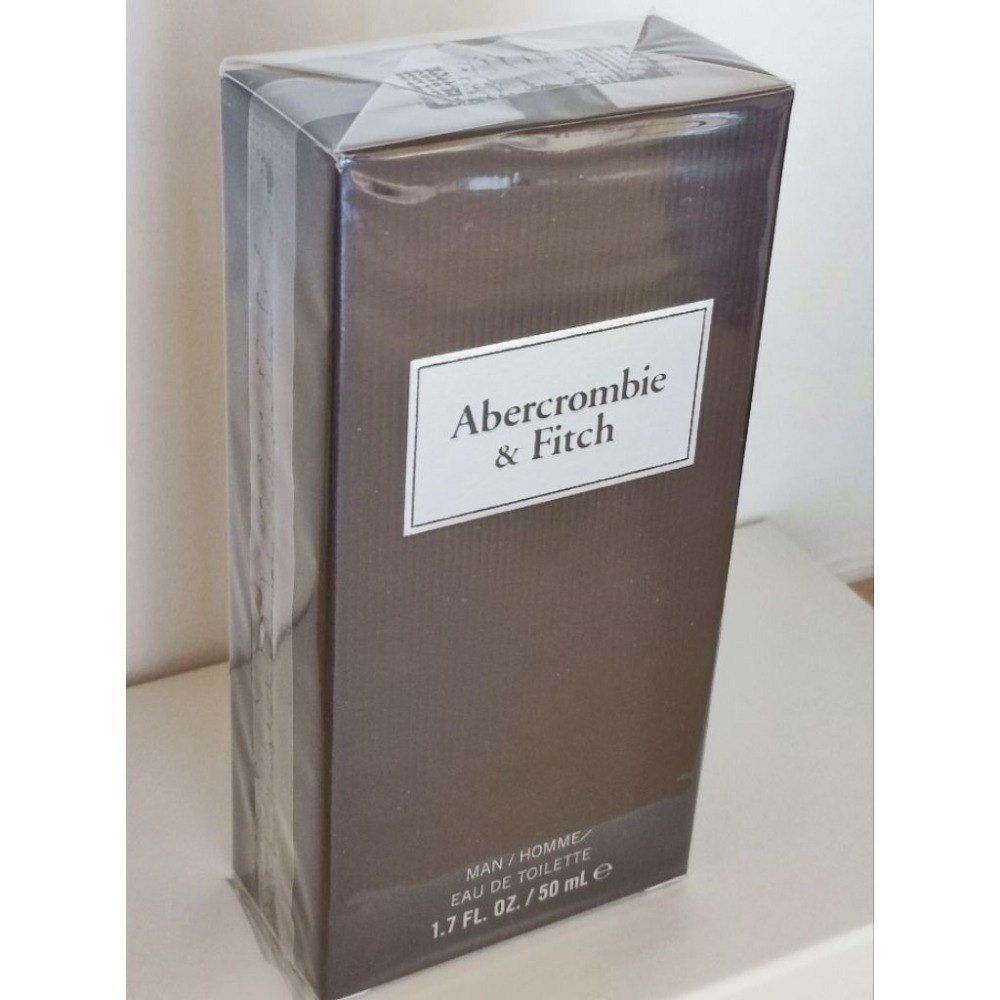 Abercrombie
& Fitch
MAN / HOMME
EAU DE TOILETTE
1.7 FL. OZ. / 50 mL ℮